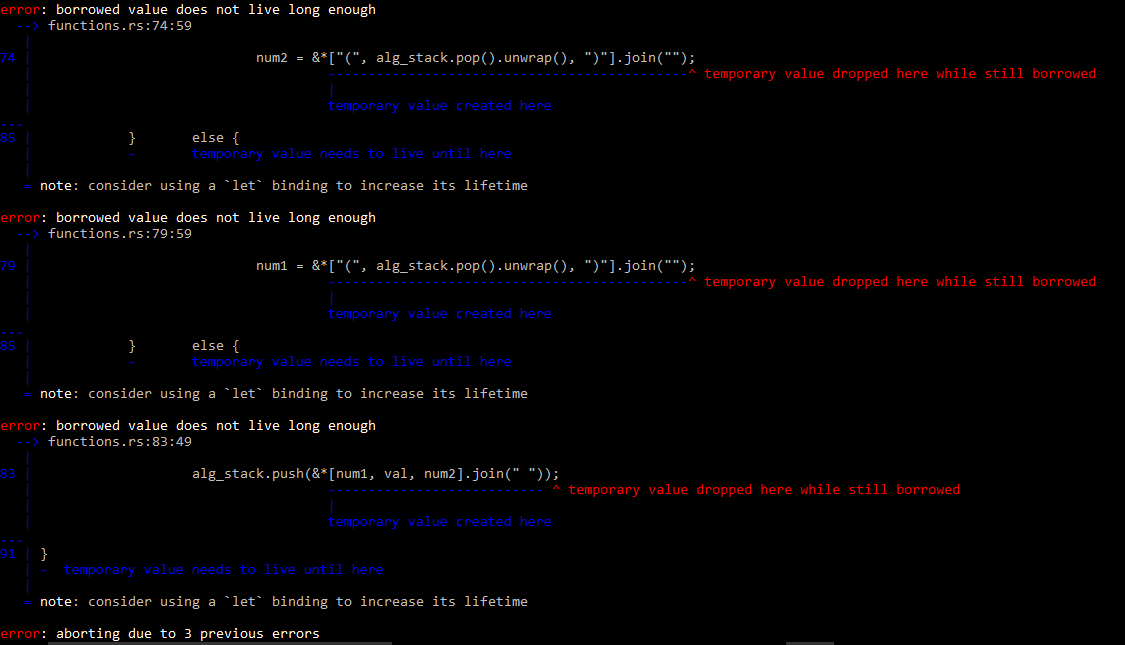 error: borrowed value does not live long enough
--> functions.rs:74:59
|
74 | num2 = &*["(", alg_stack.pop().unwrap(), ")"].join("");
| ---------------------------------------------^ temporary value dropped here while still borrowed
| |
| temporary value created here
...
85 | } else {
| - temporary value needs to live until here
|
= note: consider using a `let` binding to increase its lifetime
error: borrowed value does not live long enough
--> functions.rs:79:59
|
79 | num1 = &*["(", alg_stack.pop().unwrap(), ")"].join("");
| ---------------------------------------------^ temporary value dropped here while still borrowed
| |
| temporary value created here
...
85 | } else {
| - temporary value needs to live until here
|
= note: consider using a `let` binding to increase its lifetime
error: borrowed value does not live long enough
--> functions.rs:83:49
|
83 | alg_stack.push(&*[num1, val, num2].join(" "));
| --------------------------- ^ temporary value dropped here while still borrowed
| |
| temporary value created here
...
91 | }
| - temporary value needs to live until here
|
= note: consider using a `let` binding to increase its lifetime
error: aborting due to 3 previous errors